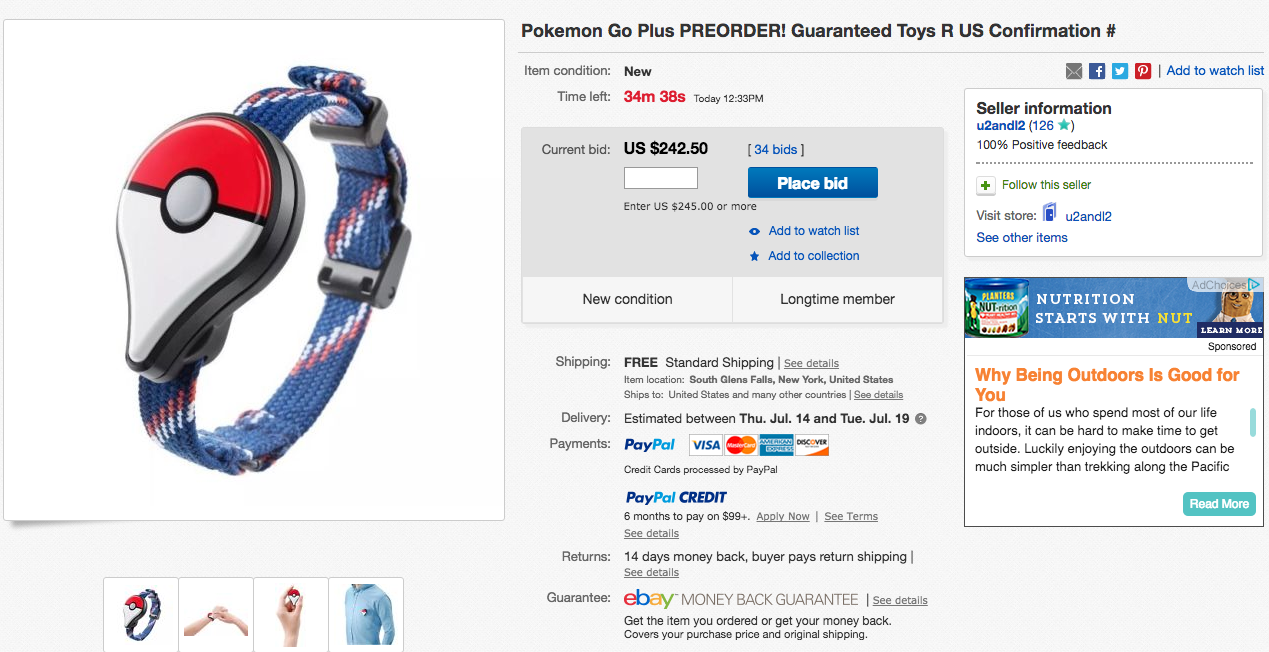 Pokemon Go Plus PREORDER! Guaranteed Toys R US Confirmation #
Item condition: New
Time left: 34m 38s Today 12:33PM
| Add to watch list
Current bid: US $242.50 [ 34 bids ]
Place bid
Enter US $245.00 or more
Add to watch list
Add to collection
New condition
Longtime member
Shipping: FREE Standard Shipping | See details
Item location: South Glens Falls, New York, United States
Ships to: United States and many other countries | See details
Delivery: Estimated between Thu. Jul. 14 and Tue. Jul. 19 ?
Payments: PayPal VISA MasterCard AMERICAN EXPRESS DISCOVER
Credit Cards processed by PayPal
PayPal CREDIT
6 months to pay on $99+. Apply Now | See Terms
See details
Returns: 14 days money back, buyer pays return shipping |
See details
Guarantee: ebay MONEY BACK GUARANTEE | See details
Get the item you ordered or get your money back.
Covers your purchase price and original shipping.
Seller information
u2andl2 (126 ★)
100% Positive feedback
Follow this seller
Visit store: u2andl2
See other items
AdChoices
PLANTERS
NUT-rition
NUTRITION
STARTS WITH NUT
LEARN MORE
Sponsored
Why Being Outdoors Is Good for
You
For those of us who spend most of our life
indoors, it can be hard to make time to get
outside. Luckily enjoying the outdoors can be
much simpler than trekking along the Pacific
Read More